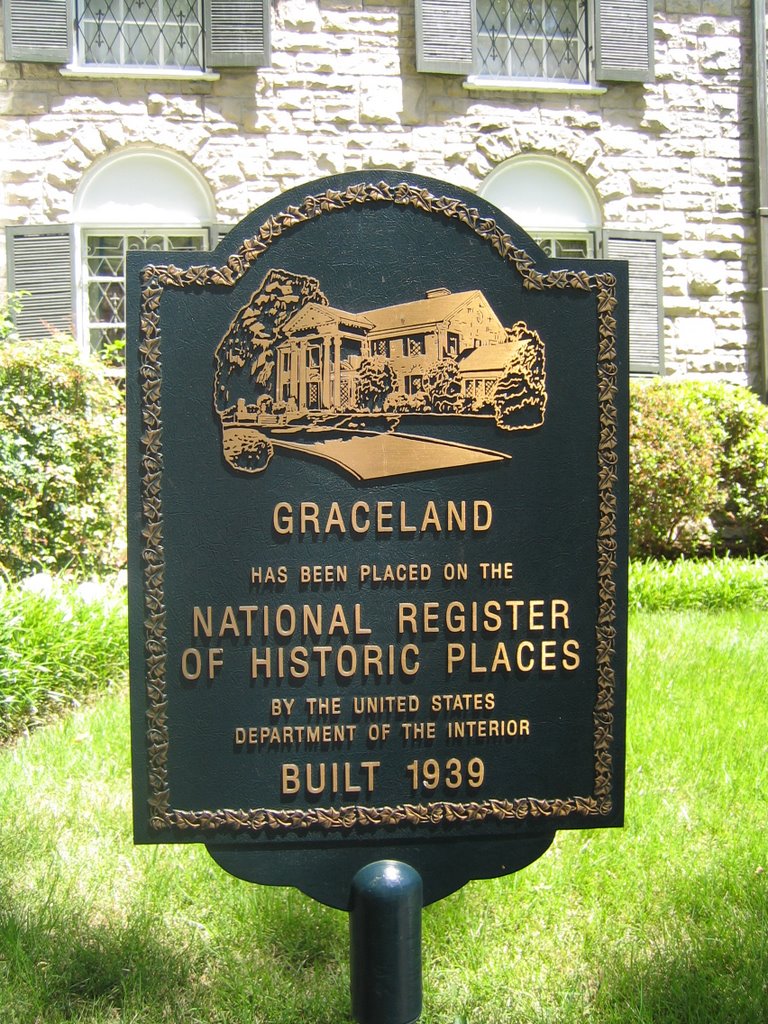 GRACELAND
HAS BEEN PLACED ON THE
NATIONAL REGISTER
OF HISTORIC PLACES
BY THE UNITED STATES
DEPARTMENT OF THE INTERIOR
BUILT 1939